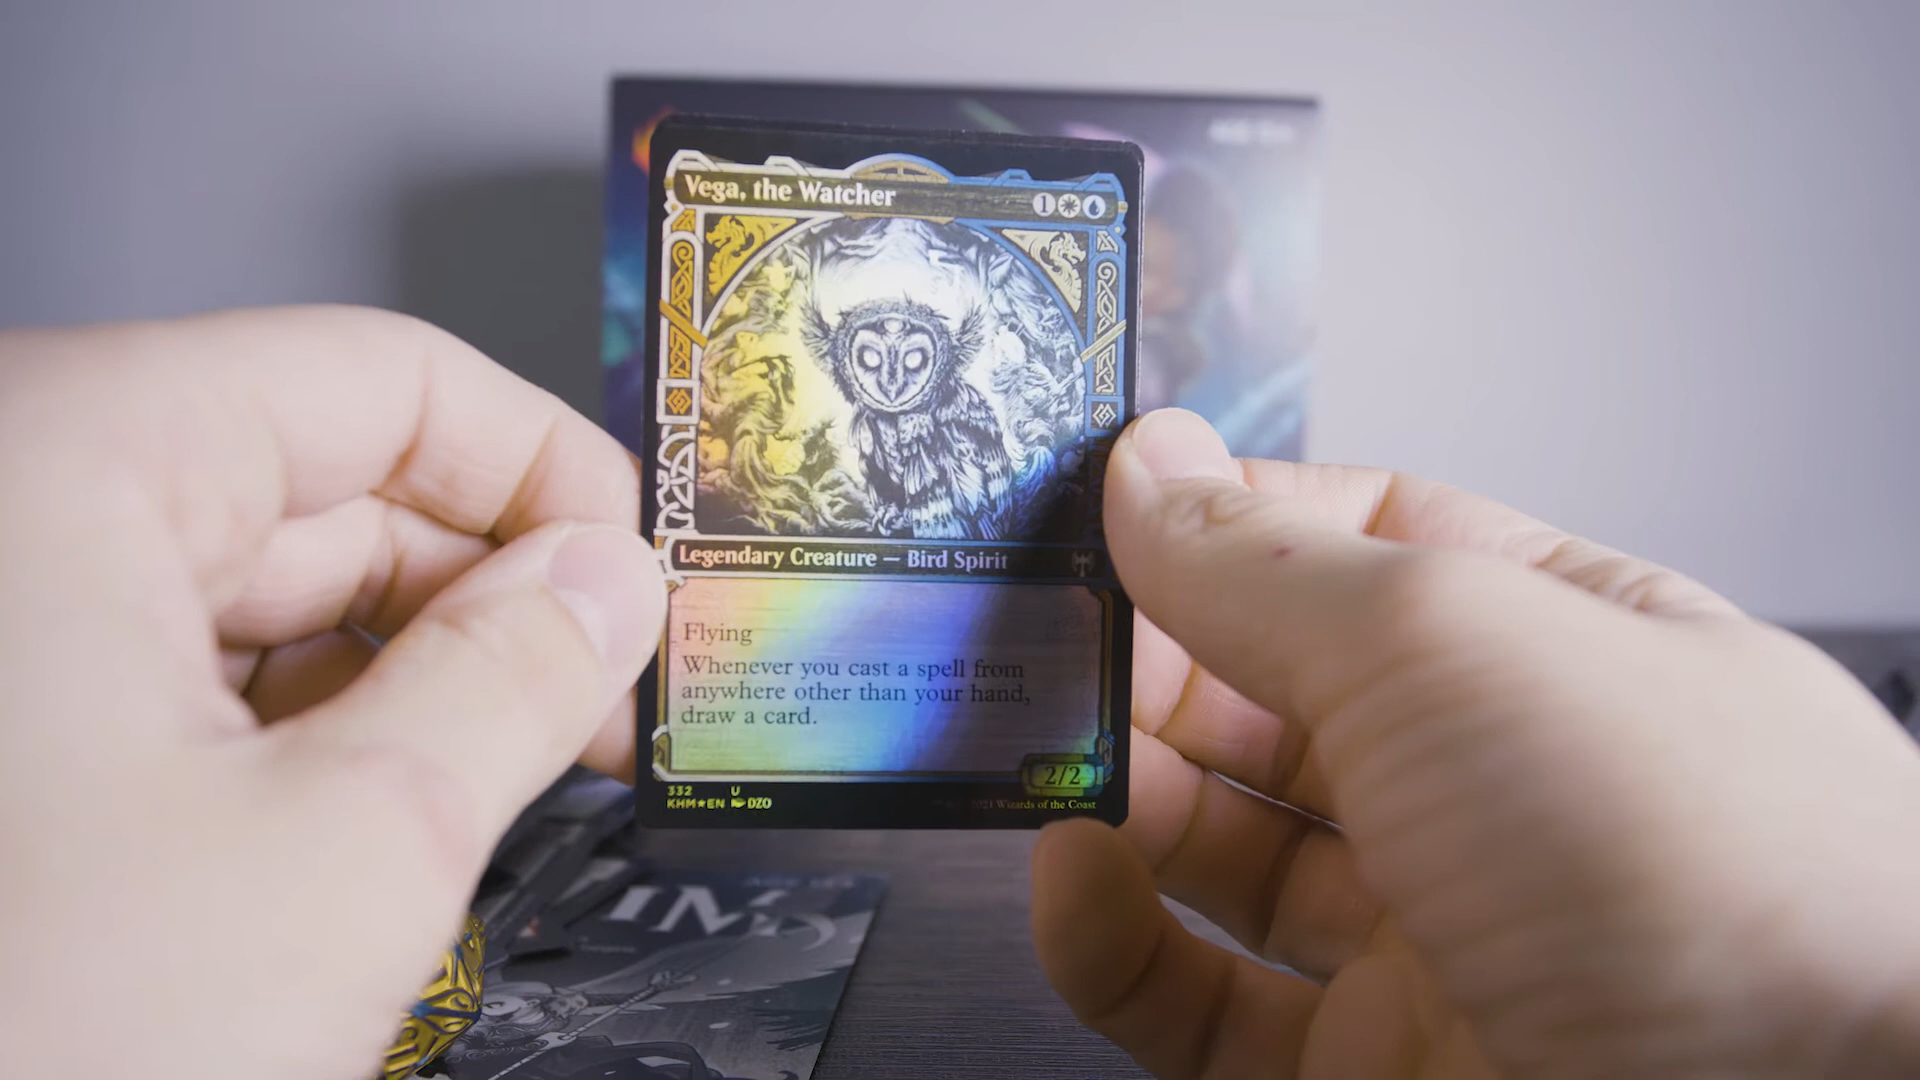 Vega, the Watcher
1
Legendary Creature — Bird Spirit
Flying
Whenever you cast a spell from
anywhere other than your hand,
draw a card.
2/2
332 U
KHM★EN DZO
2021 Wizards of the Coast